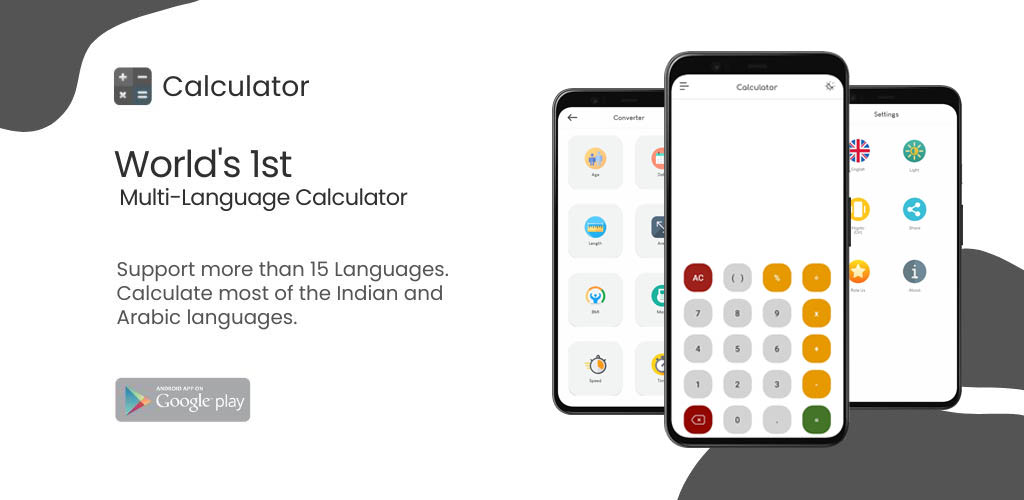 Calculator
World's 1st
Multi-Language Calculator
Support more than 15 Languages.
Calculate most of the Indian and
Arabic languages.
ANDROID APP ON
Google play
Converter
Age
Length
BMI
Speed
Calculator
AC ( ) % ÷
7 8 9 x
4 5 6
1 2 3 -
0 . =
Settings
English Light
Share
Rate Us About